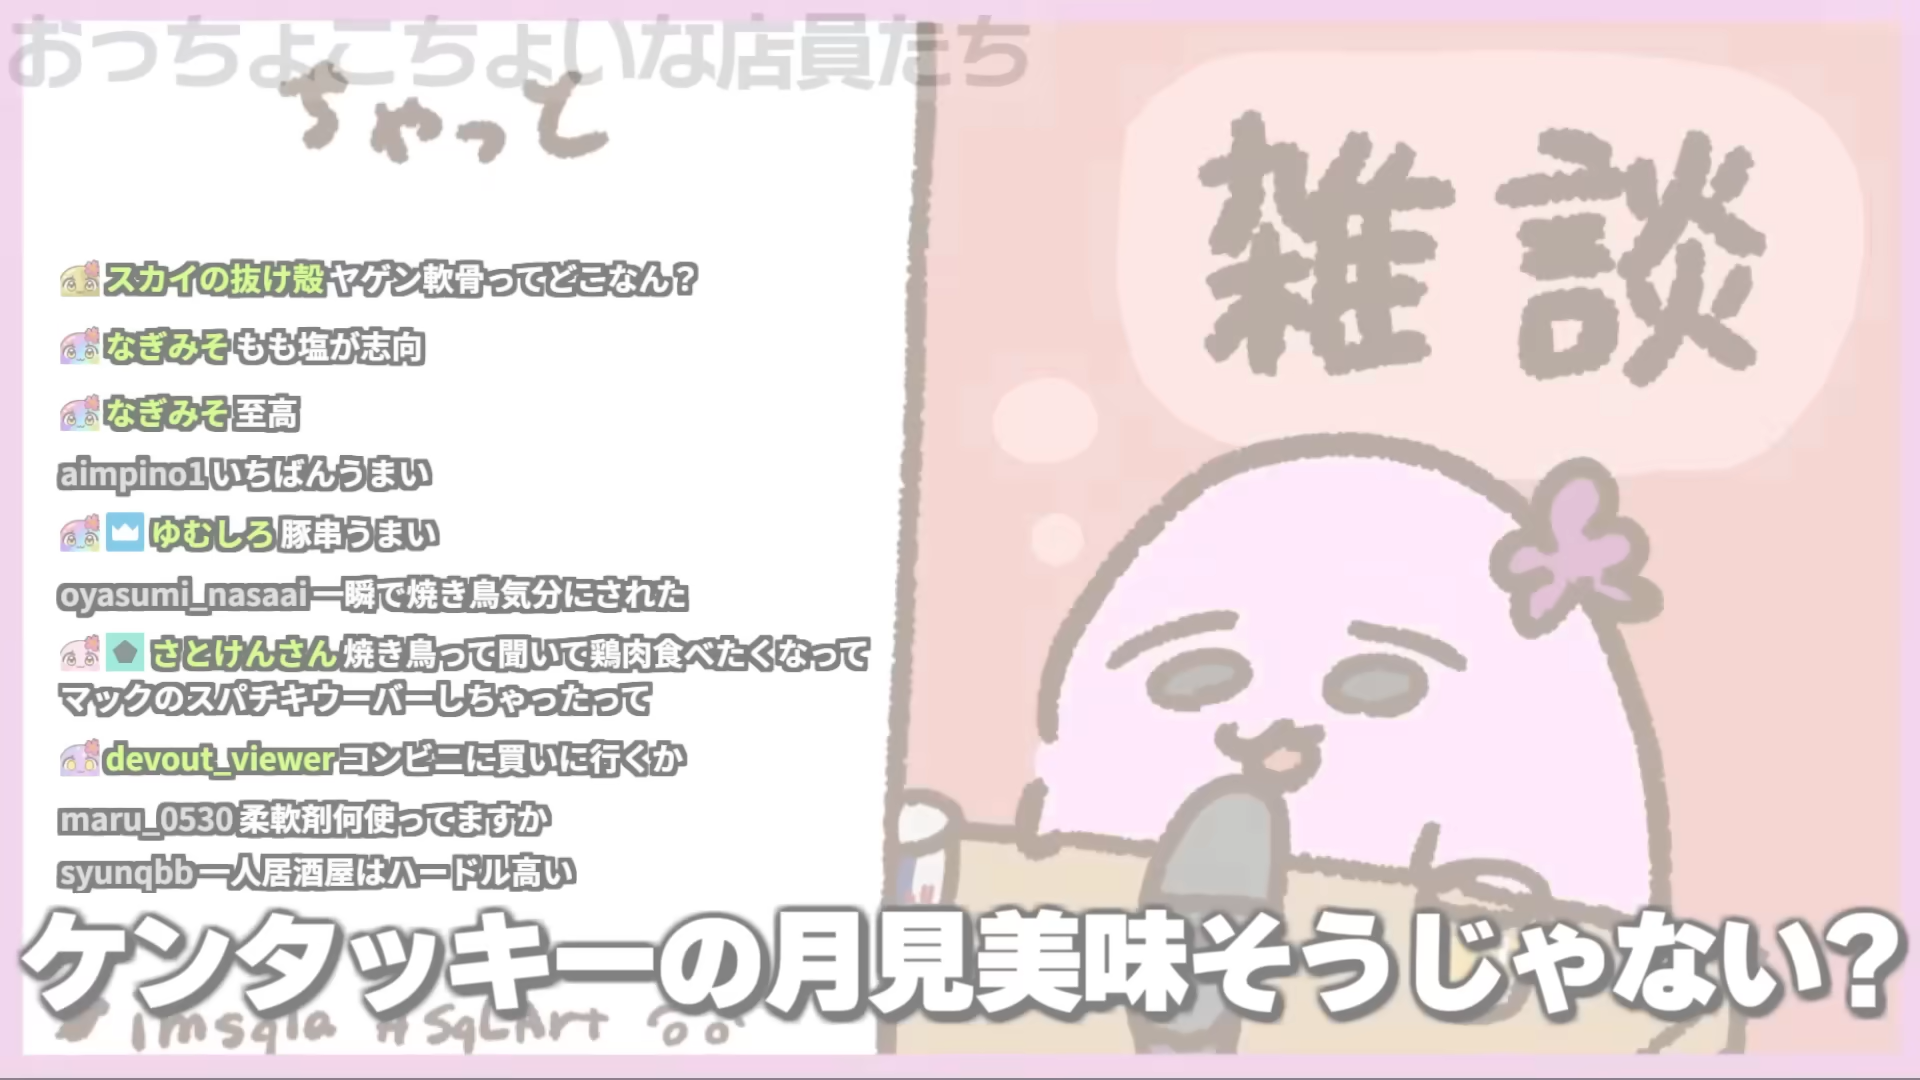 おっちょこちょいな店員たち
ちゃっと
雑談
スカイの抜け殻 ヤゲン軟骨ってどこなん？
なぎみそ もも塩が志向
なぎみそ 至高
aimpino1 いちばんうまい
ゆむしろ 豚串うまい
oyasumi_nasaai 一瞬で焼き鳥気分にされた
さとけんさん 焼き鳥って聞いて鶏肉食べたくなって
マックのスパチキウーバーしちゃったって
devout_viewer コンビニに買いに行くか
maru_0530 柔軟剤何使ってますか
syunqbb 一人居酒屋はハードル高い
ケンタッキーの月見美味そうじゃない？
imsqla #SqLArt